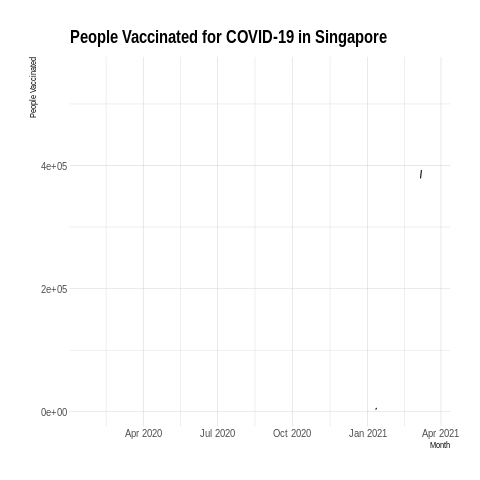 People Vaccinated for COVID-19 in Singapore
People Vaccinated
4e+05
2e+05
0e+00
Apr 2020 Jul 2020 Oct 2020 Jan 2021 Apr 2021
Month